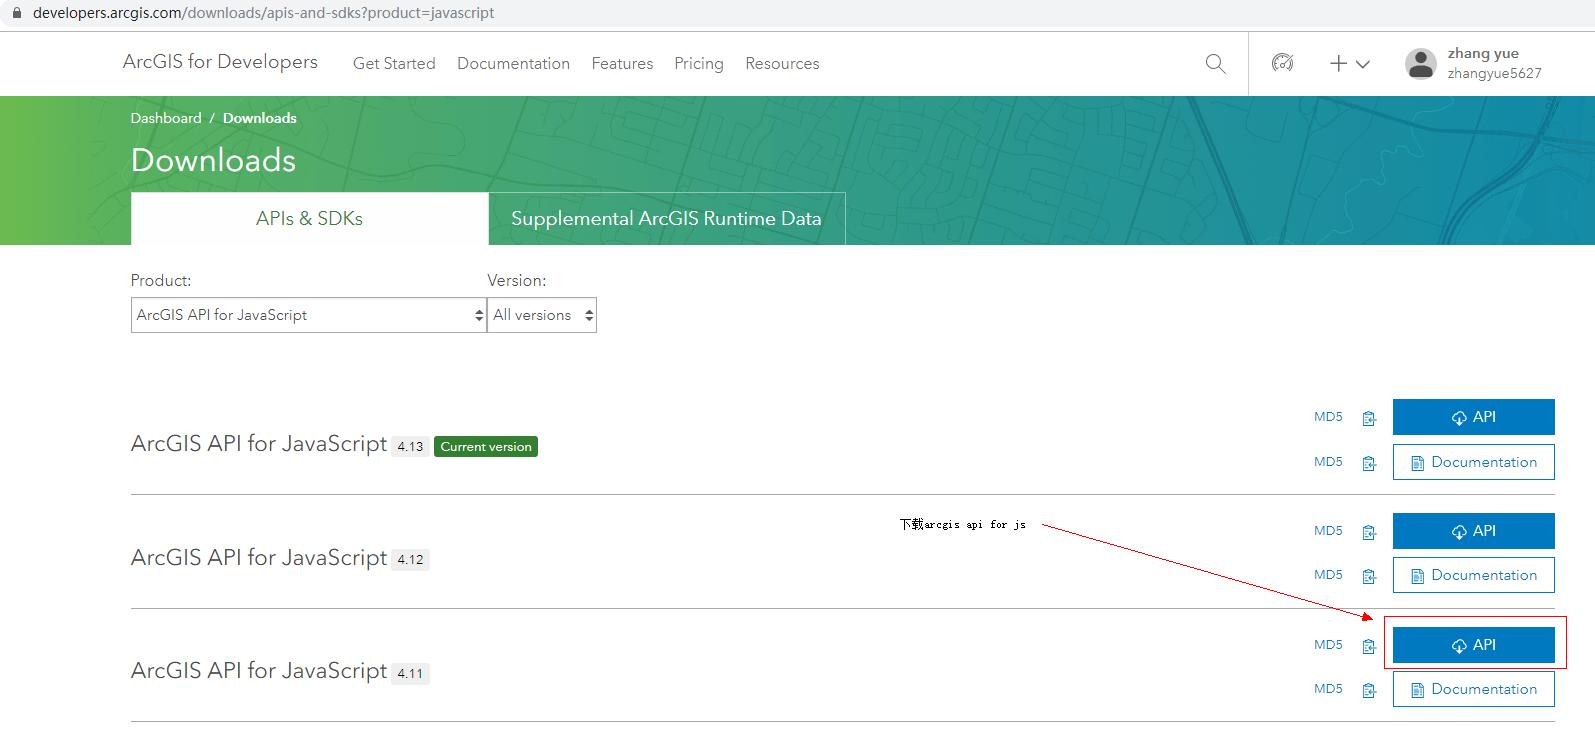 developers.arcgis.com/downloads/apis-and-sdks?product=javascript
ArcGIS for Developers Get Started Documentation Features Pricing Resources
zhang yue
zhangyue5627
Dashboard / Downloads
Downloads
APIs & SDKs Supplemental ArcGIS Runtime Data
Product: Version:
ArcGIS API for JavaScript All versions
MD5 API
ArcGIS API for JavaScript 4.13 Current version
MD5 Documentation
下载arcgis api for js
MD5 API
ArcGIS API for JavaScript 4.12
MD5 Documentation
MD5 API
ArcGIS API for JavaScript 4.11
MD5 Documentation